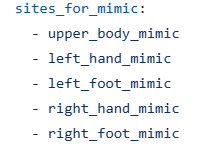 sites_for_mimic:
- upper_body_mimic
- left_hand_mimic
- left_foot_mimic
- right_hand_mimic
- right_foot_mimic